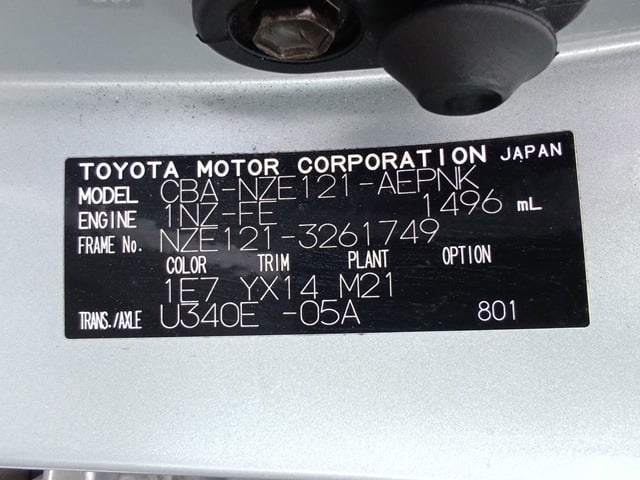 TOYOTA MOTOR CORPORATION JAPAN
MODEL CBA-NZE121-AEPNK
ENGINE 1NZ-FE 1496 mL
FRAME No. NZE121-3261749
COLOR TRIM PLANT OPTION
1E7 YX14 M21
TRANS./AXLE U340E -05A 801